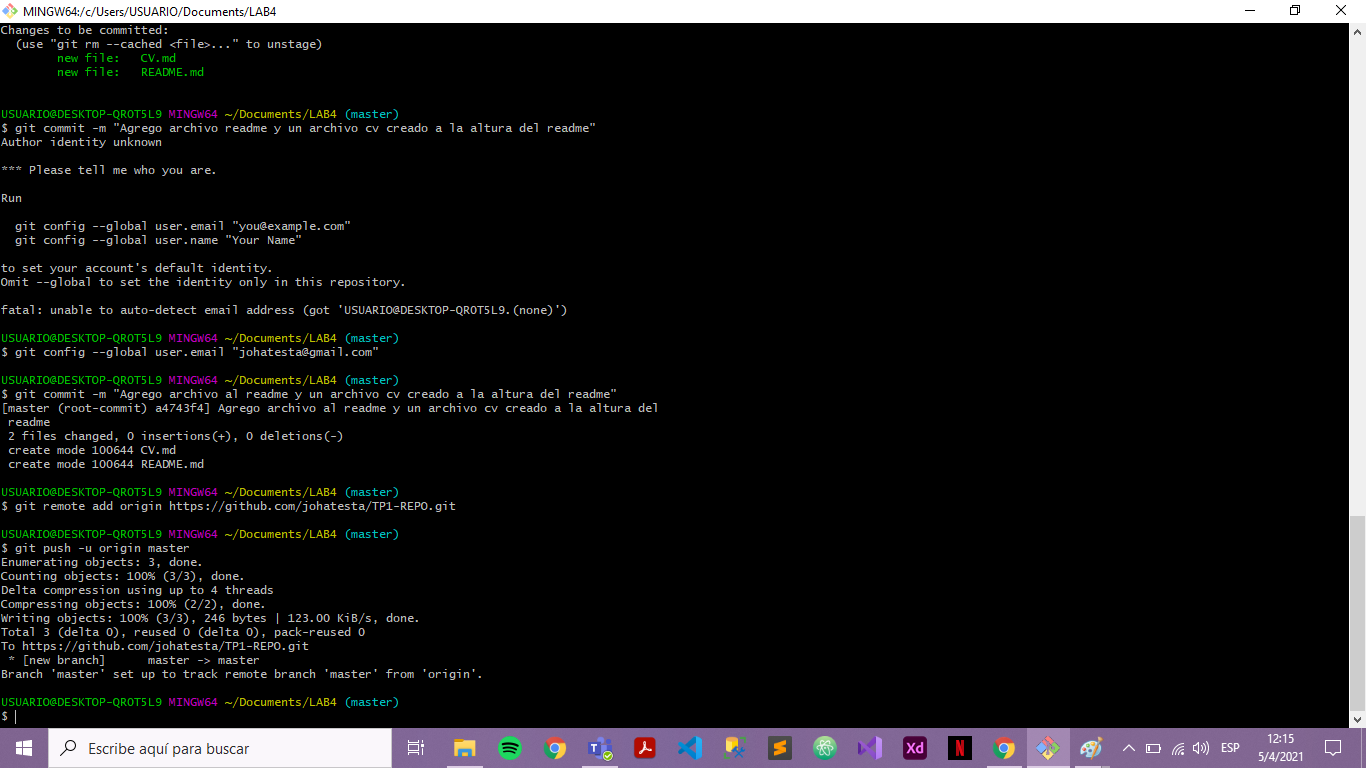 MINGW64:/c/Users/USUARIO/Documents/LAB4
Changes to be committed:
  (use "git rm --cached <file>..." to unstage)
        new file:   CV.md
        new file:   README.md
USUARIO@DESKTOP-QROT5L9 MINGW64 ~/Documents/LAB4 (master)
$ git commit -m "Agrego archivo readme y un archivo cv creado a la altura del readme"
Author identity unknown
*** Please tell me who you are.
Run
  git config --global user.email "you@example.com"
  git config --global user.name "Your Name"
to set your account's default identity.
Omit --global to set the identity only in this repository.
fatal: unable to auto-detect email address (got 'USUARIO@DESKTOP-QROT5L9.(none)')
USUARIO@DESKTOP-QROT5L9 MINGW64 ~/Documents/LAB4 (master)
$ git config --global user.email "johatesta@gmail.com"
USUARIO@DESKTOP-QROT5L9 MINGW64 ~/Documents/LAB4 (master)
$ git commit -m "Agrego archivo al readme y un archivo cv creado a la altura del readme"
[master (root-commit) a4743f4] Agrego archivo al readme y un archivo cv creado a la altura del
 readme
 2 files changed, 0 insertions(+), 0 deletions(-)
 create mode 100644 CV.md
 create mode 100644 README.md
USUARIO@DESKTOP-QROT5L9 MINGW64 ~/Documents/LAB4 (master)
$ git remote add origin https://github.com/johatesta/TP1-REPO.git
USUARIO@DESKTOP-QROT5L9 MINGW64 ~/Documents/LAB4 (master)
$ git push -u origin master
Enumerating objects: 3, done.
Counting objects: 100% (3/3), done.
Delta compression using up to 4 threads
Compressing objects: 100% (2/2), done.
Writing objects: 100% (3/3), 246 bytes | 123.00 KiB/s, done.
Total 3 (delta 0), reused 0 (delta 0), pack-reused 0
To https://github.com/johatesta/TP1-REPO.git
 * [new branch]      master -> master
Branch 'master' set up to track remote branch 'master' from 'origin'.
USUARIO@DESKTOP-QROT5L9 MINGW64 ~/Documents/LAB4 (master)
$
Escribe aquí para buscar
Xd
N
ESP
12:15
5/4/2021